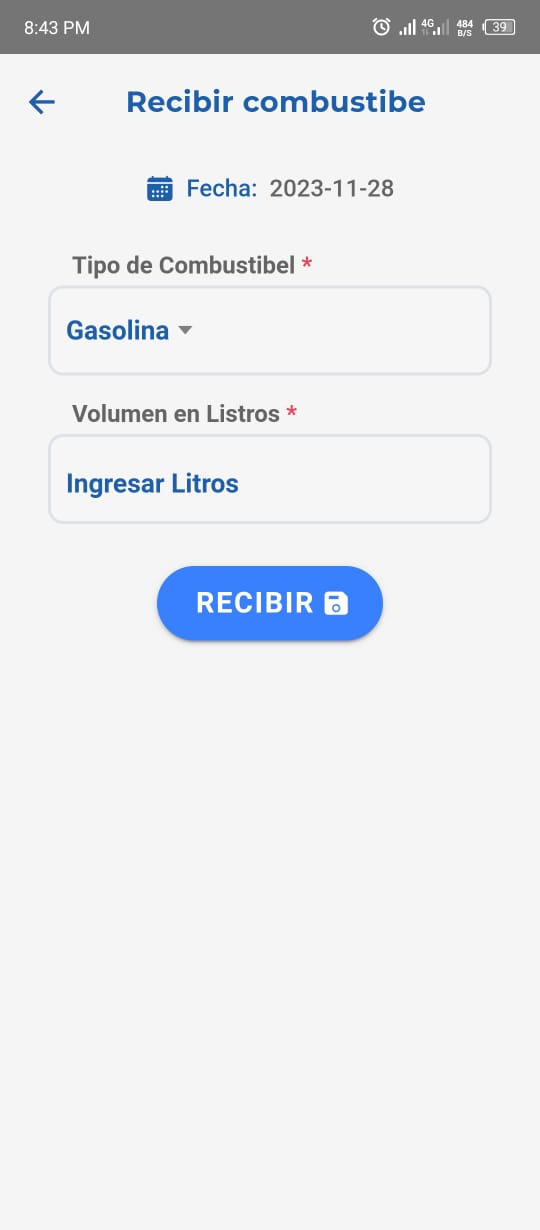 8:43 PM 4G 484 B/S 39
Recibir combustibe
Fecha: 2023-11-28
Tipo de Combustibel *
Gasolina
Volumen en Listros *
Ingresar Litros
RECIBIR